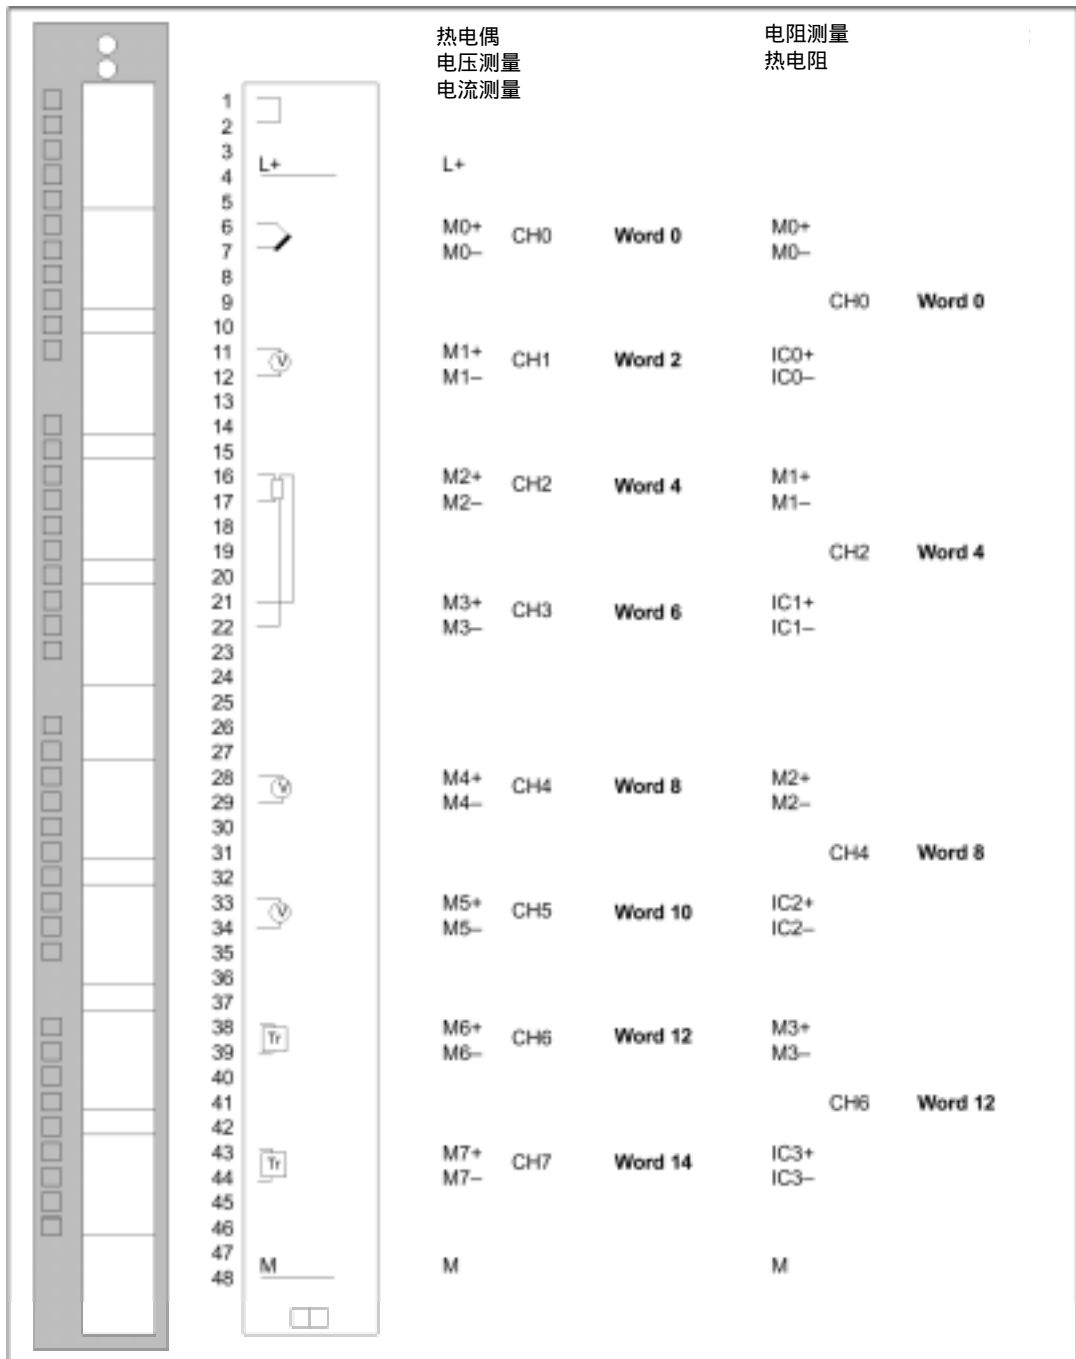 热电偶 电阻测量
电压测量 热电阻
电流测量
1
2
3
L+ L+
4
5
6 M0+ CH0 Word 0 M0+
7 M0– M0–
8
9 CH0 Word 0
10
11 V M1+ CH1 Word 2 IC0+
12 M1– IC0–
13
14
15
16 M2+ CH2 Word 4 M1+
17 M2– M1–
18
19 CH2 Word 4
20
21 M3+ CH3 Word 6 IC1+
22 M3– IC1–
23
24
25
26
27
28 V M4+ CH4 Word 8 M2+
29 M4– M2–
30
31 CH4 Word 8
32
33 V M5+ CH5 Word 10 IC2+
34 M5– IC2–
35
36
37
38 Tr M6+ CH6 Word 12 M3+
39 M6– M3–
40
41 CH6 Word 12
42
43 Tr M7+ CH7 Word 14 IC3+
44 M7– IC3–
45
46
47
M M M
48